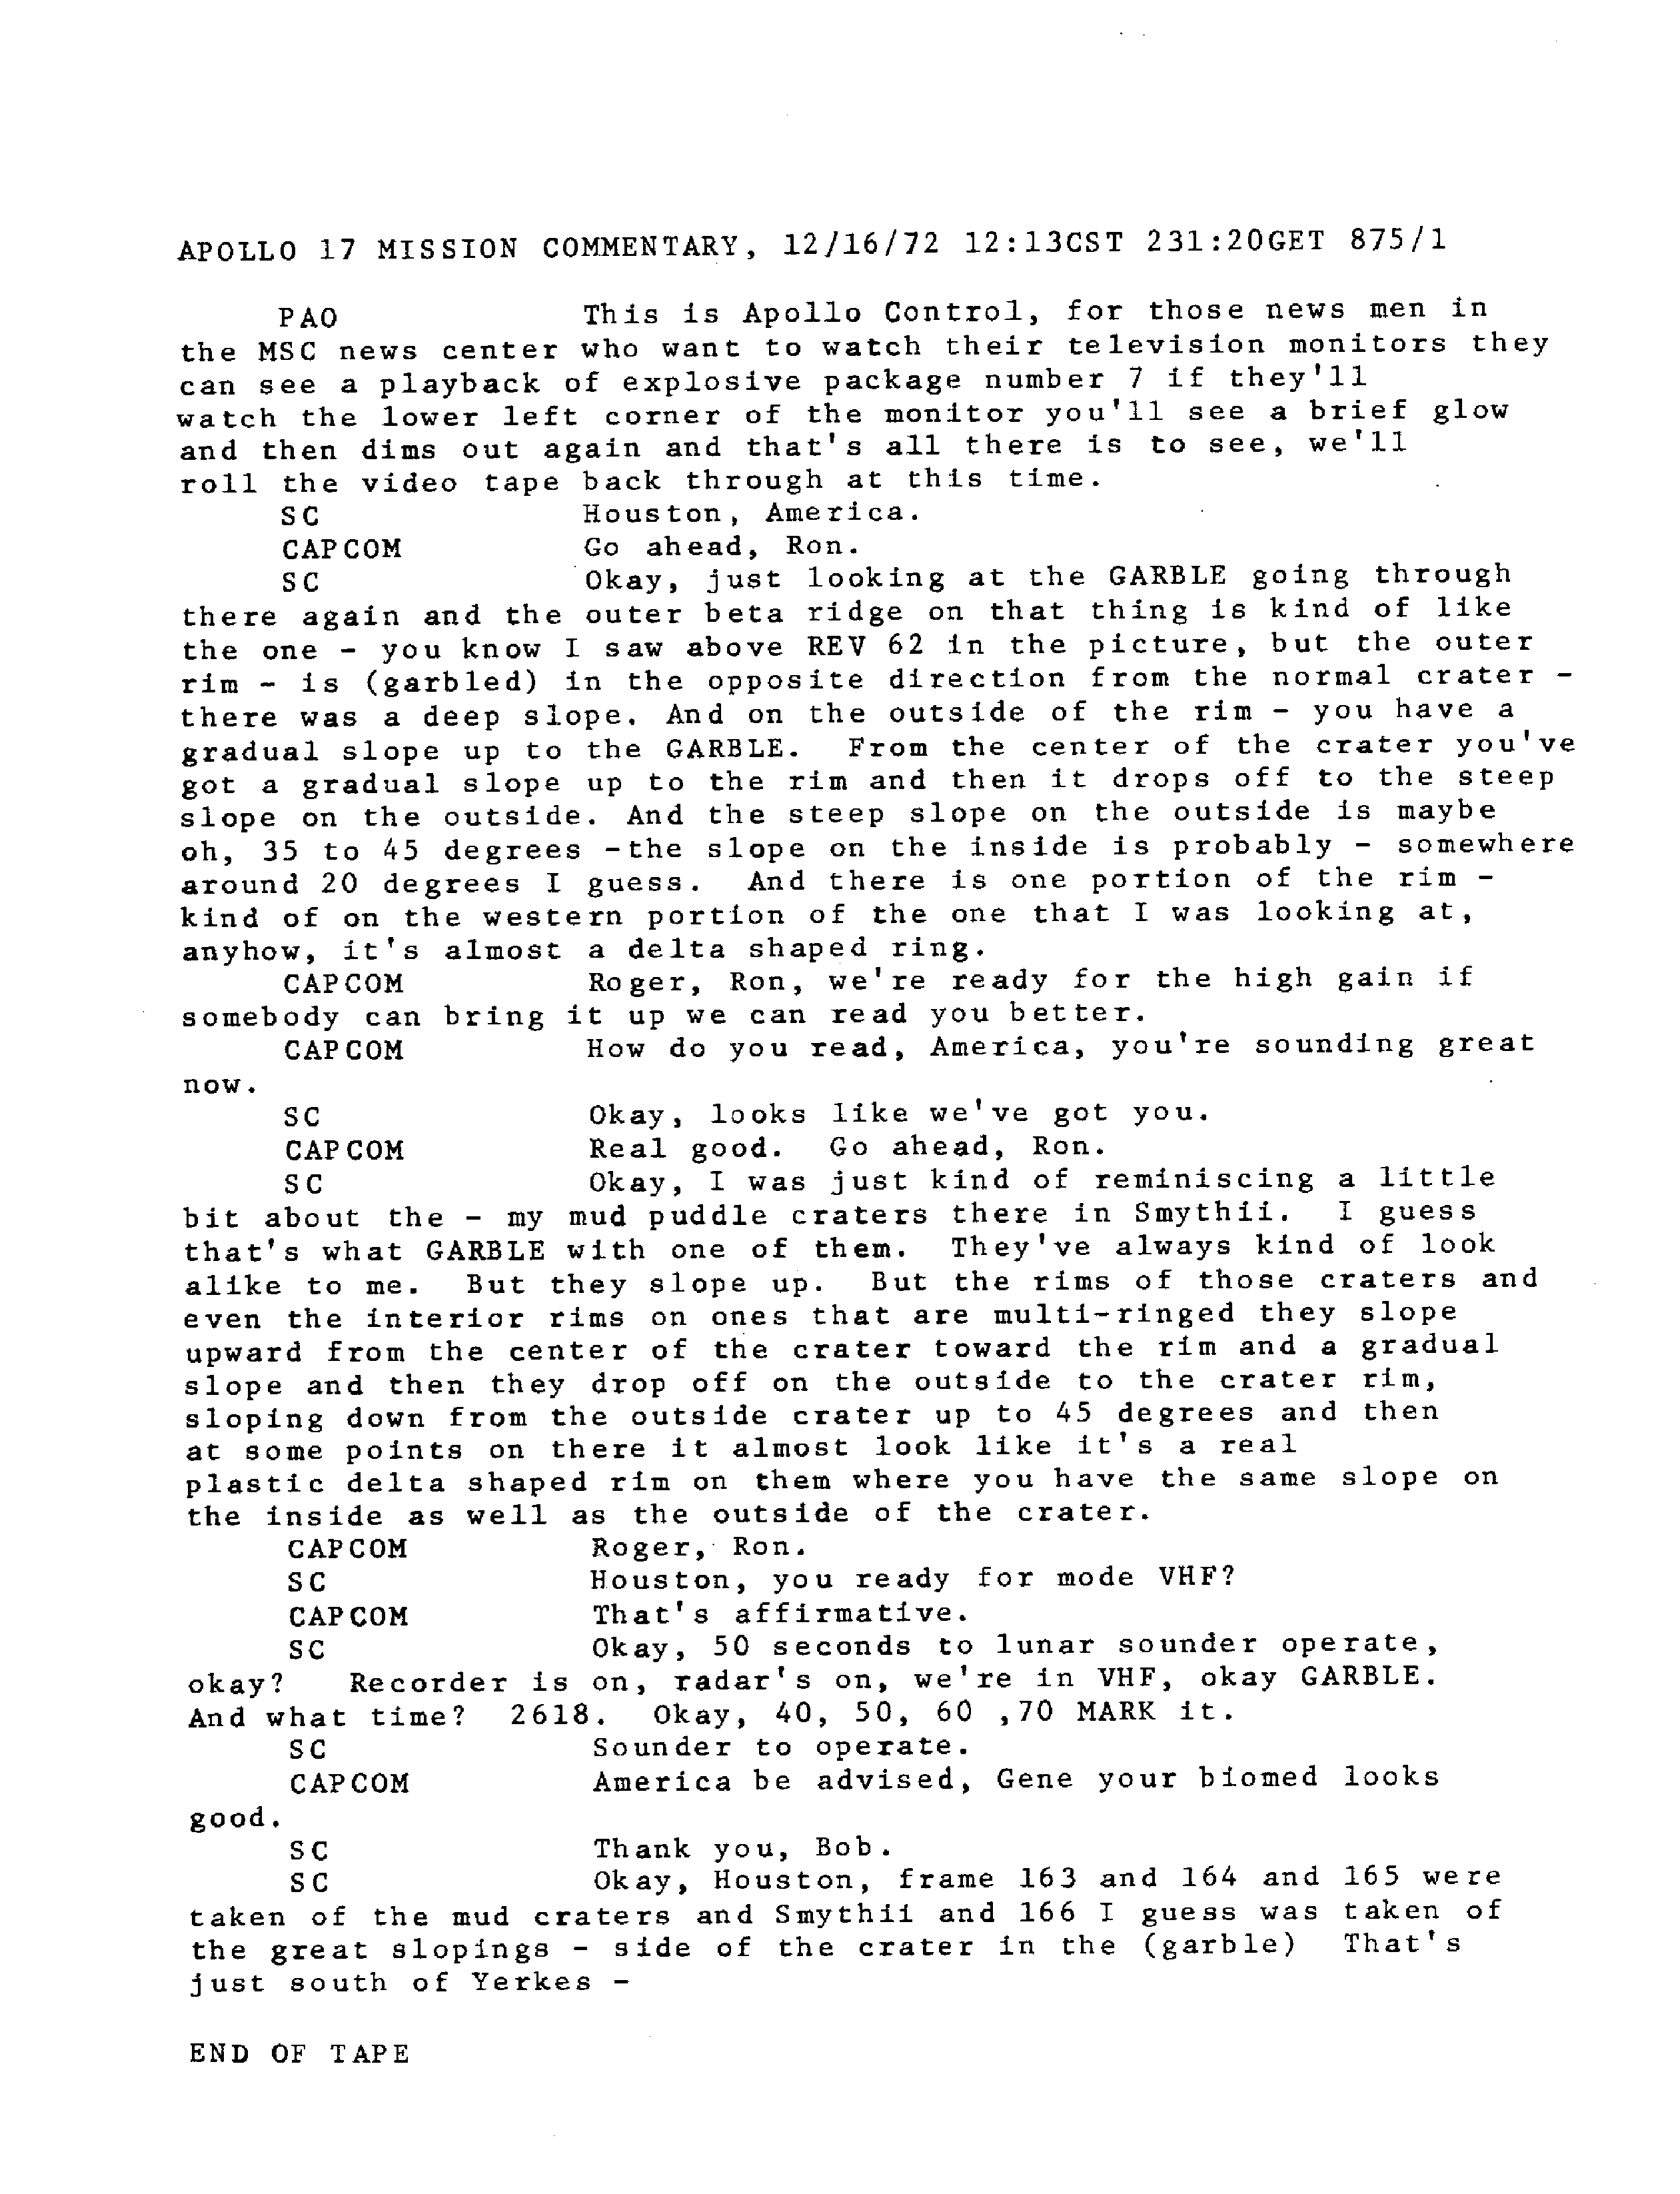 APOLLO 17 MISSION COMMENTARY, 12/16/72 12:13CST 231:20GET 875/1
PAO This is Apollo Control, for those news men in
the MSC news center who want to watch their television monitors they
can see a playback of explosive package number 7 if they'll
watch the lower left corner of the monitor you'll see a brief glow
and then dims out again and that's all there is to see, we'll
roll the video tape back through at this time.
SC Houston, America.
CAPCOM Go ahead, Ron.
SC Okay, just looking at the GARBLE going through
there again and the outer beta ridge on that thing is kind of like
the one - you know I saw above REV 62 in the picture, but the outer
rim - is (garbled) in the opposite direction from the normal crater -
there was a deep slope. And on the outside of the rim - you have a
gradual slope up to the GARBLE. From the center of the crater you've
got a gradual slope up to the rim and then it drops off to the steep
slope on the outside. And the steep slope on the outside is maybe
oh, 35 to 45 degrees -the slope on the inside is probably - somewhere
around 20 degrees I guess. And there is one portion of the rim -
kind of on the western portion of the one that I was looking at,
anyhow, it's almost a delta shaped ring.
CAPCOM Roger, Ron, we're ready for the high gain if
somebody can bring it up we can read you better.
CAPCOM How do you read, America, you're sounding great
now.
SC Okay, looks like we've got you.
CAPCOM Real good. Go ahead, Ron.
SC Okay, I was just kind of reminiscing a little
bit about the - my mud puddle craters there in Smythii. I guess
that's what GARBLE with one of them. They've always kind of look
alike to me. But they slope up. But the rims of those craters and
even the interior rims on ones that are multi-ringed they slope
upward from the center of the crater toward the rim and a gradual
slope and then they drop off on the outside to the crater rim,
sloping down from the outside crater up to 45 degrees and then
at some points on there it almost look like it's a real
plastic delta shaped rim on them where you have the same slope on
the inside as well as the outside of the crater.
CAPCOM Roger, Ron.
SC Houston, you ready for mode VHF?
CAPCOM That's affirmative.
SC Okay, 50 seconds to lunar sounder operate,
okay? Recorder is on, radar's on, we're in VHF, okay GARBLE.
And what time? 2618. Okay, 40, 50, 60 ,70 MARK it.
SC Sounder to operate.
CAPCOM America be advised, Gene your biomed looks
good.
SC Thank you, Bob.
SC Okay, Houston, frame 163 and 164 and 165 were
taken of the mud craters and Smythii and 166 I guess was taken of
the great slopings - side of the crater in the (garble) That's
just south of Yerkes -
END OF TAPE